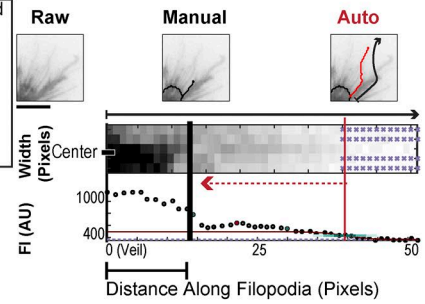 d
Raw Manual Auto
Width
(Pixels)
Center
FI (AU)
1000
400
0 (Veil) 25 50
Distance Along Filopodia (Pixels)